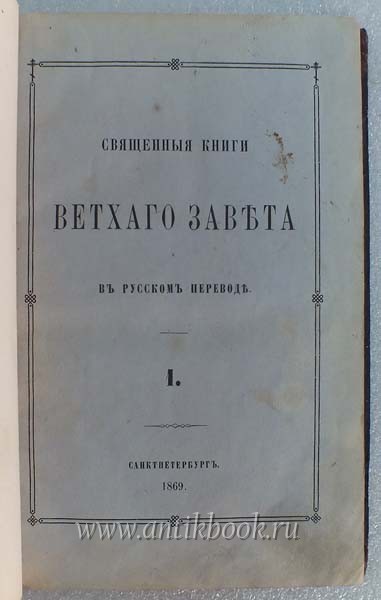 СВЯЩЕННЫЯ КНИГИ
ВЕТХАГО ЗАВѢТА
ВЪ РУССКОМЪ ПЕРЕВОДѢ.
I.
САНКТПЕТЕРБУРГЪ.
1869.
www.antikbook.ru